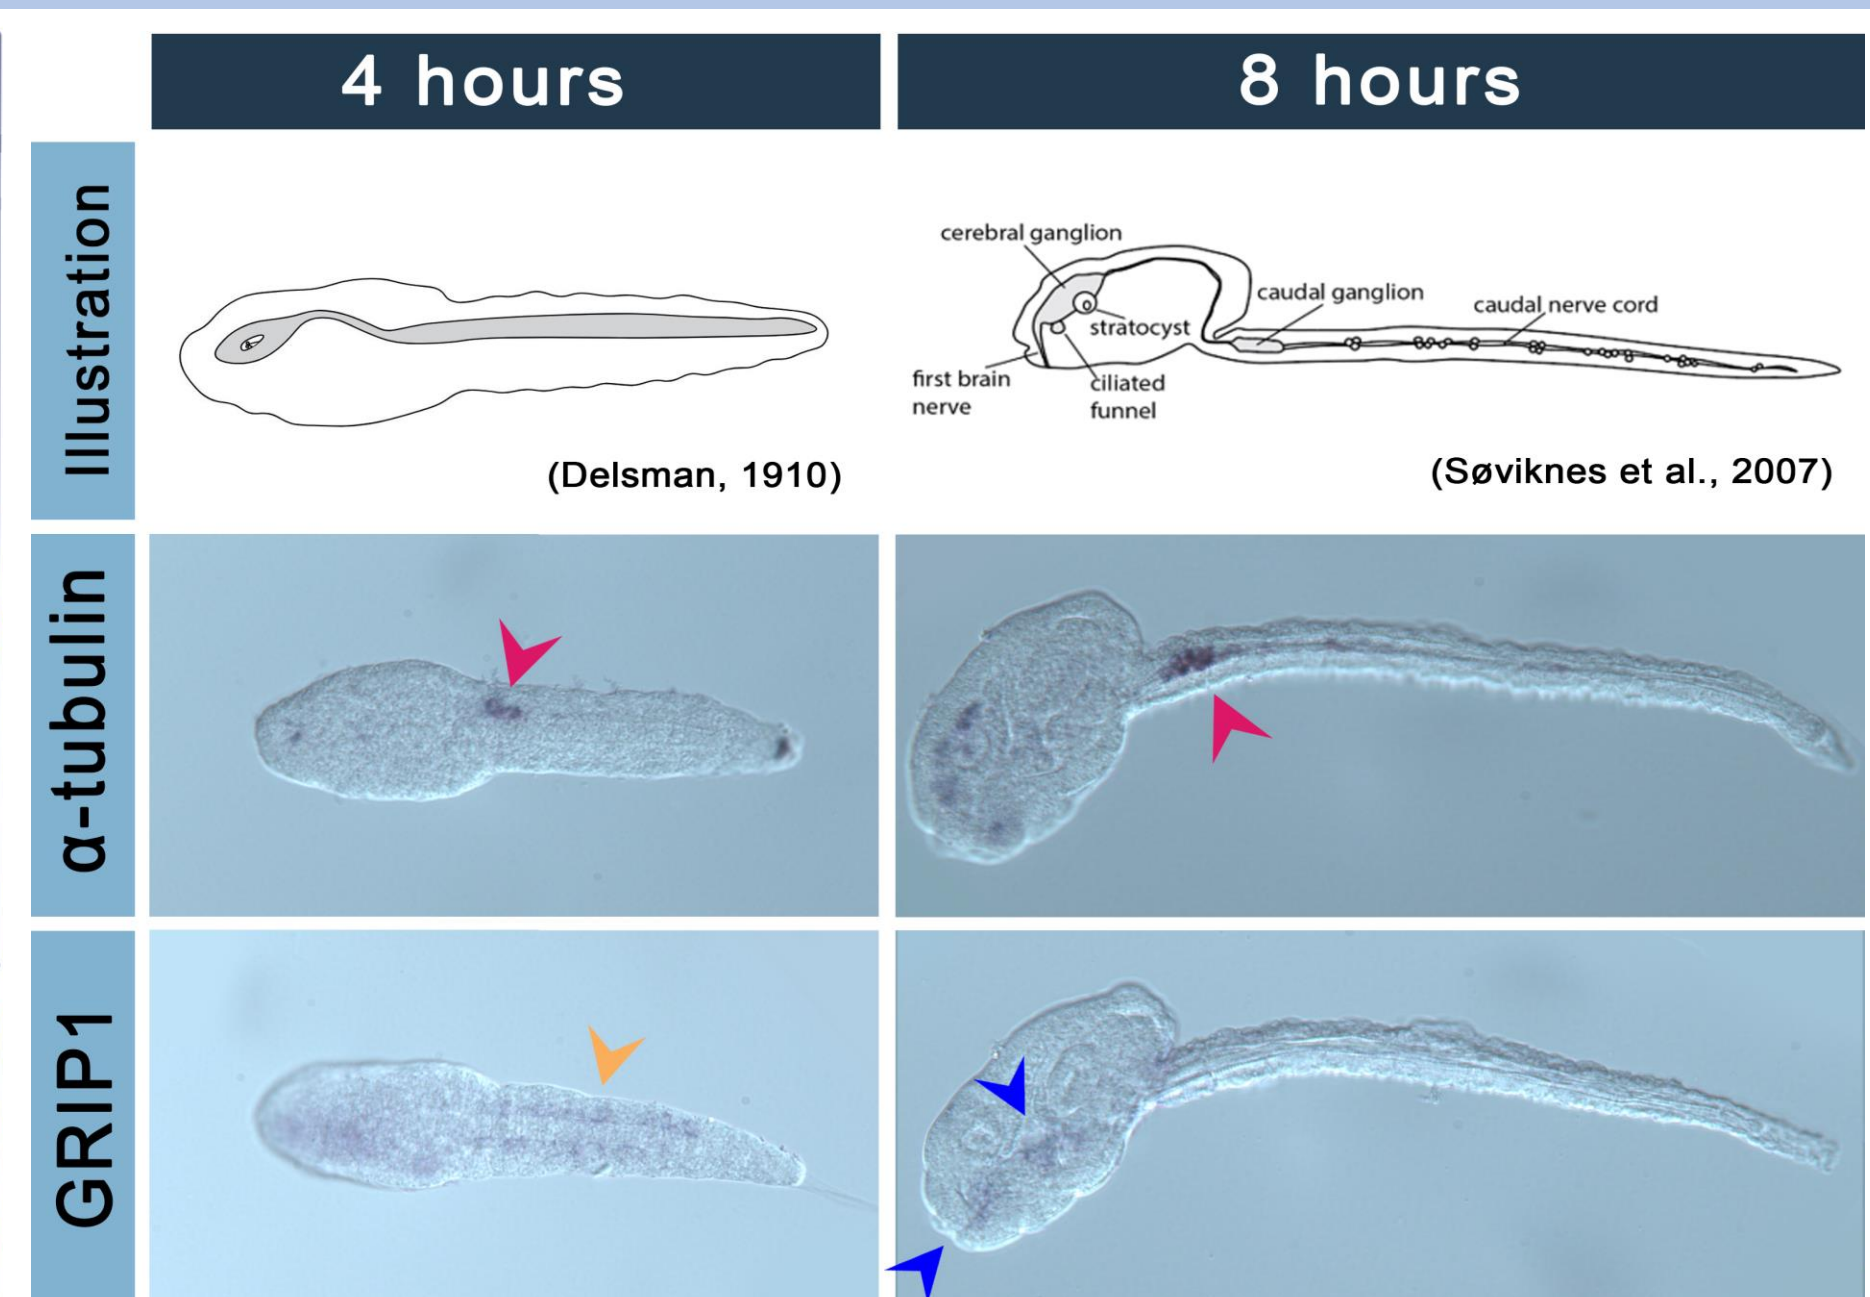 4 hours
8 hours
Illustration
cerebral ganglion
caudal ganglion
caudal nerve cord
stratocyst
first brain
nerve
ciliated
funnel
(Delsman, 1910)
(Søviknes et al., 2007)
α-tubulin
GRIP1